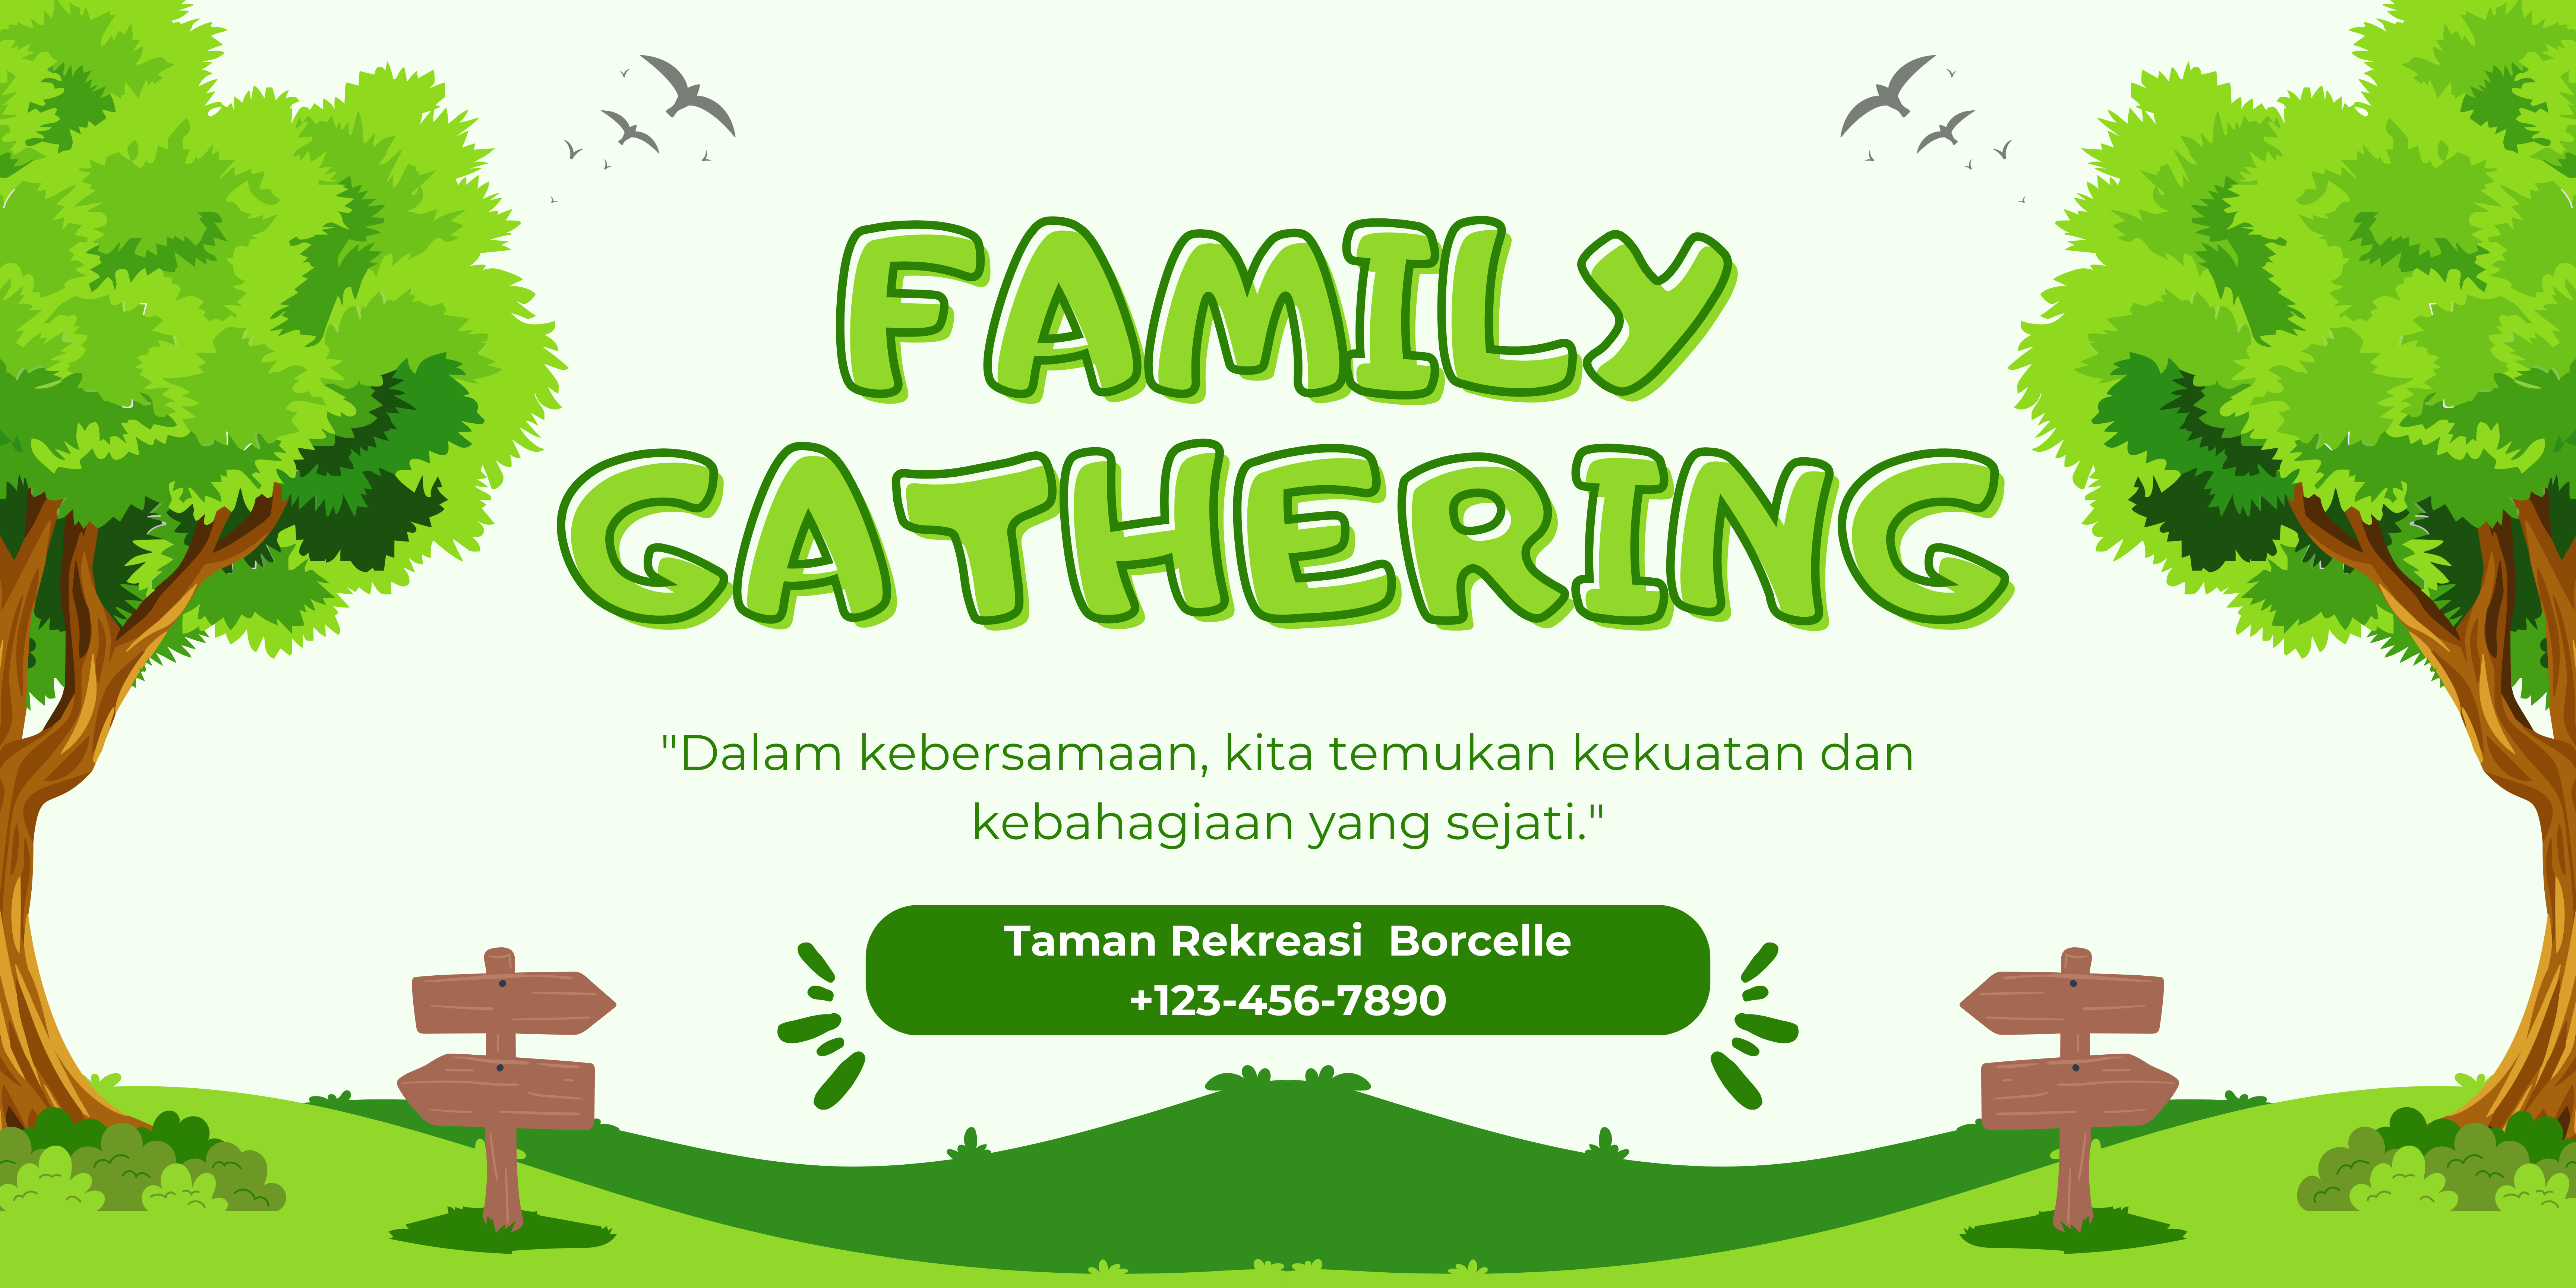 FAMILY
GATHERING
"Dalam kebersamaan, kita temukan kekuatan dan
kebahagiaan yang sejati."
Taman Rekreasi  Borcelle
+123-456-7890